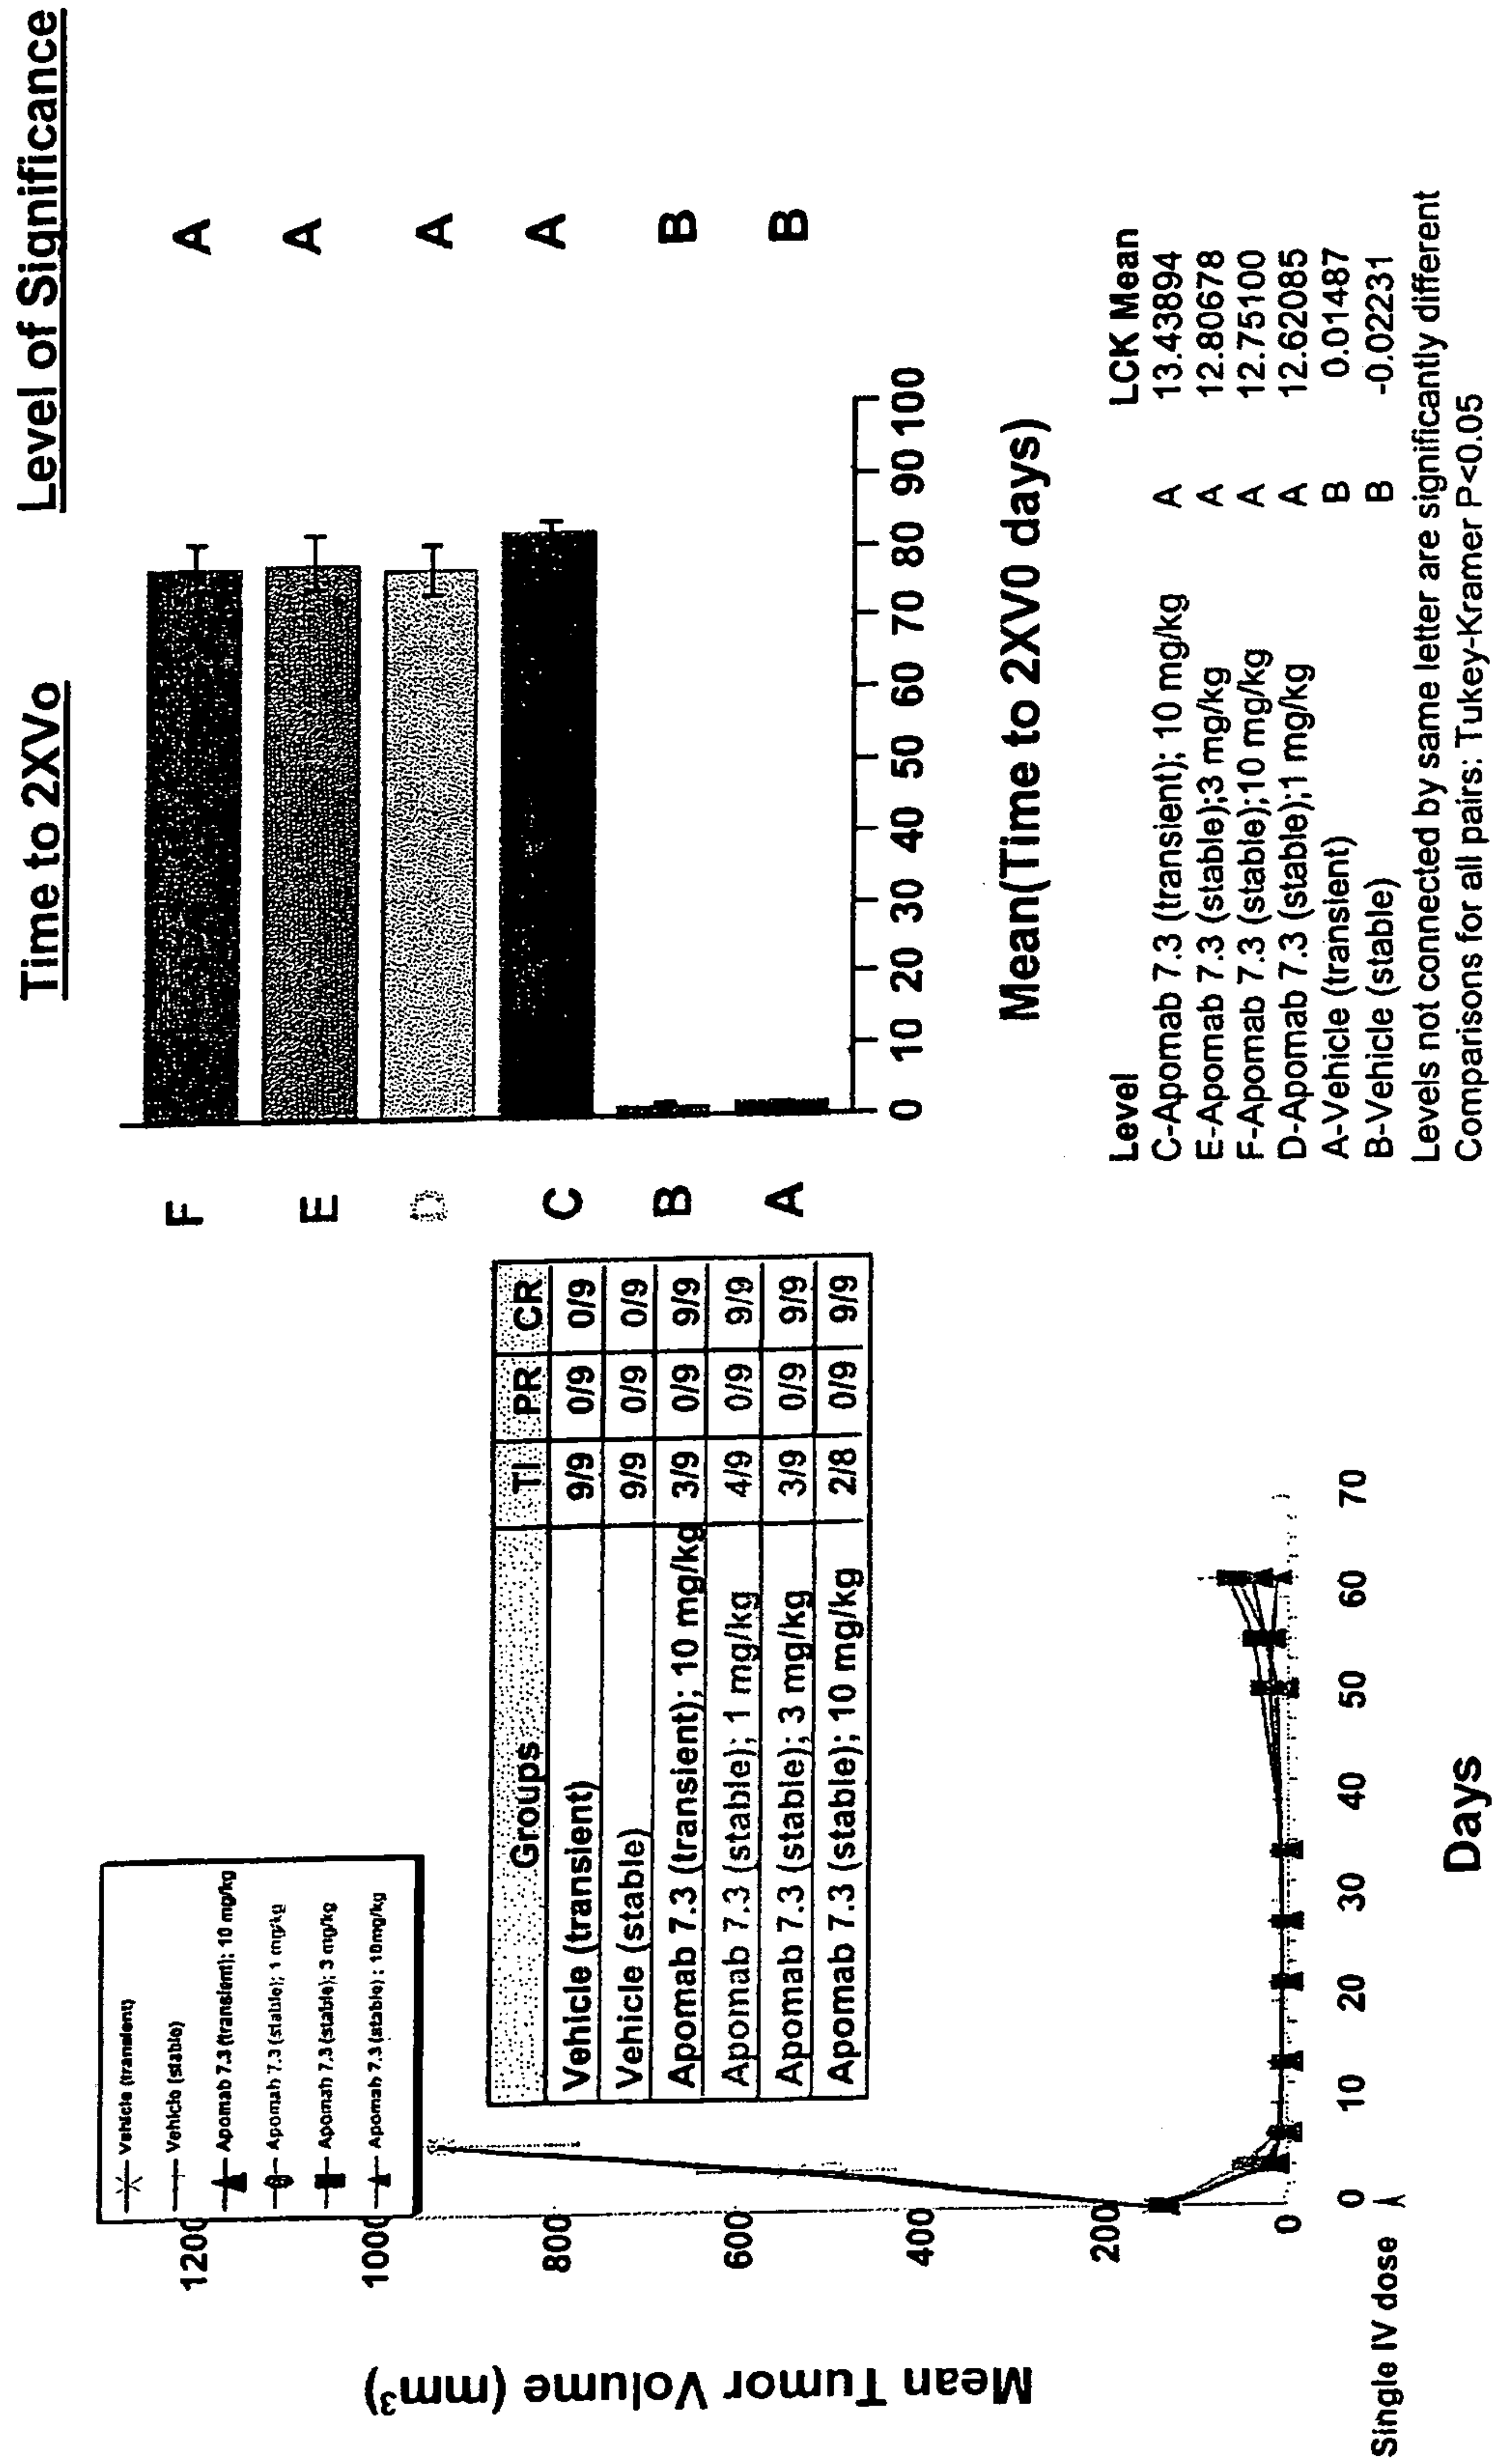 Mean Tumor Volume (mm³)
1200
1000
800
600
400
200
0
Vehicle (transient)
Vehicle (stable)
Apomab 7.3 (transient); 10 mg/kg
Apomab 7.3 (stable); 1 mg/kg
Apomab 7.3 (stable); 3 mg/kg
Apomab 7.3 (stable) ; 10mg/kg
Groups TI PR CR
Vehicle (transient) 9/9 0/9 0/9
Vehicle (stable) 9/9 0/9 0/9
Apomab 7.3 (transient); 10 mg/kg 3/9 0/9 9/9
Apomab 7.3 (stable); 1 mg/kg 4/9 0/9 9/9
Apomab 7.3 (stable); 3 mg/kg 3/9 0/9 9/9
Apomab 7.3 (stable); 10 mg/kg 2/8 0/9 9/9
0 10 20 30 40 50 60 70
Single IV dose
Days
Time to 2XVo Level of Significance
F A
E A
D A
C A
B B
A B
0 10 20 30 40 50 60 70 80 90 100
Mean(Time to 2XV0 days)
Level LCK Mean
C-Apomab 7.3 (transient); 10 mg/kg A 13.43894
E-Apomab 7.3 (stable);3 mg/kg A 12.80678
F-Apomab 7.3 (stable);10 mg/kg A 12.75100
D-Apomab 7.3 (stable);1 mg/kg A 12.62085
A-Vehicle (transient) B 0.01487
B-Vehicle (stable) B -0.02231
Levels not connected by same letter are significantly different
Comparisons for all pairs: Tukey-Kramer P<0.05